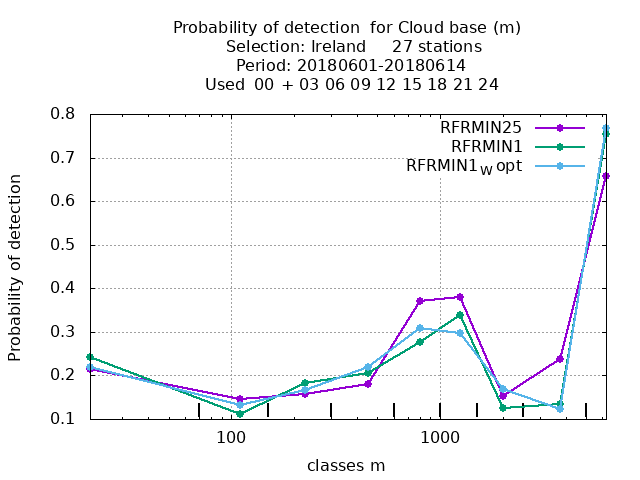 Probability of detection  for Cloud base (m)
Selection: Ireland     27 stations
Period: 20180601-20180614
Used  00  + 03 06 09 12 15 18 21 24
RFRMIN25
RFRMIN1
RFRMIN1W opt
0.8
0.7
0.6
0.5
0.4
0.3
0.2
0.1
Probability of detection
100 1000
classes m